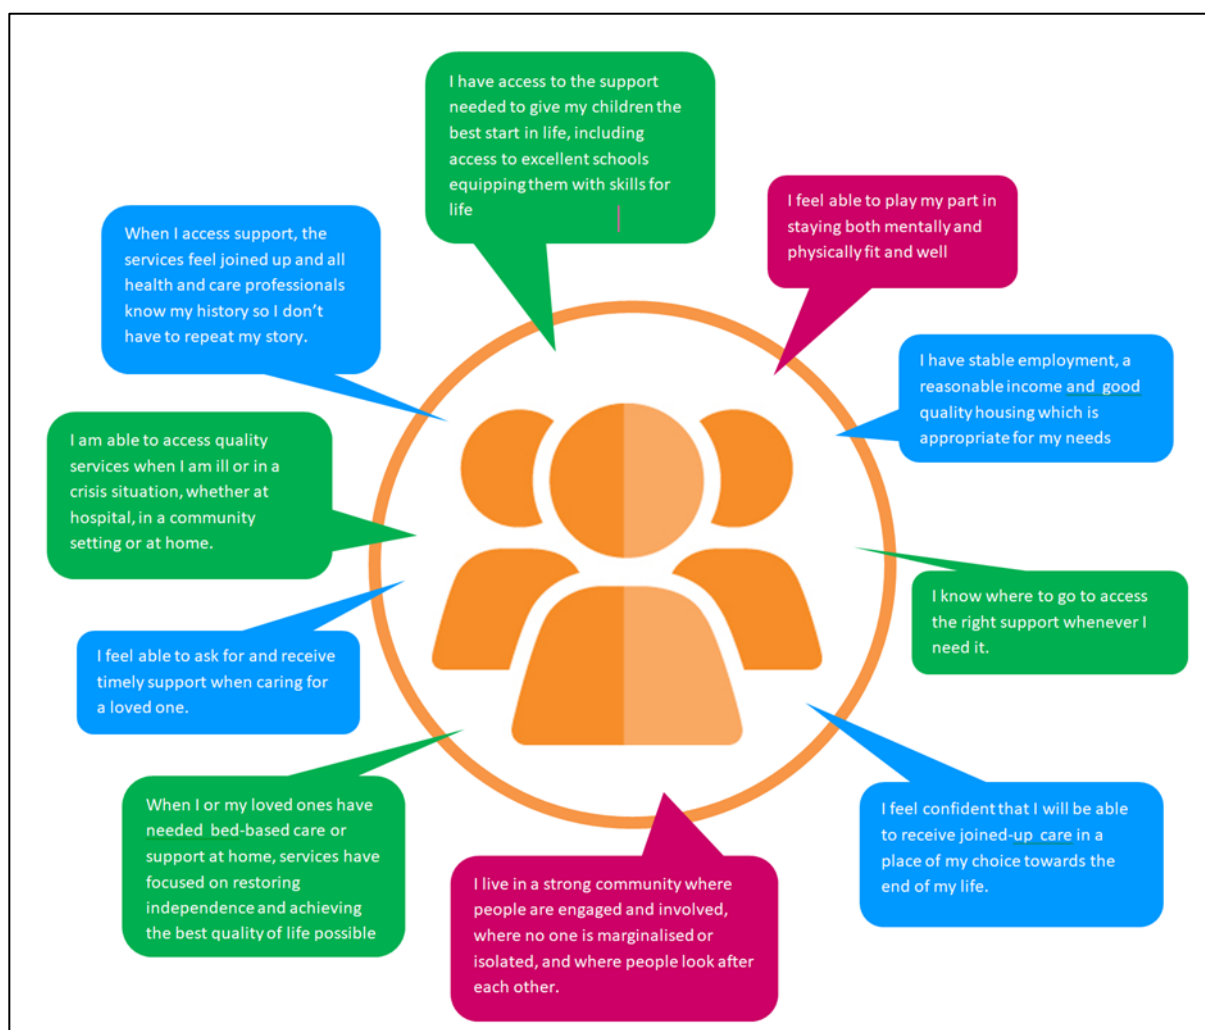 I have access to the support
needed to give my children the
best start in life, including
access to excellent schools
equipping them with skills for
life
I feel able to play my part in
staying both mentally and
physically fit and well
When I access support, the
services feel joined up and all
health and care professionals
know my history so I don’t
have to repeat my story.
I have stable employment, a
reasonable income and  good
quality housing which is
appropriate for my needs
I am able to access quality
services when I am ill or in a
crisis situation, whether at
hospital, in a community
setting or at home.
I know where to go to access
the right support whenever I
need it.
I feel able to ask for and receive
timely support when caring for
a loved one.
When I or my loved ones have
needed  bed-based care or
support at home, services have
focused on restoring
independence and achieving
the best quality of life possible
I feel confident that I will be able
to receive joined-up  care in a
place of my choice towards the
end of my life.
I live in a strong community where
people are engaged and involved,
where no one is marginalised or
isolated, and where people look after
each other.